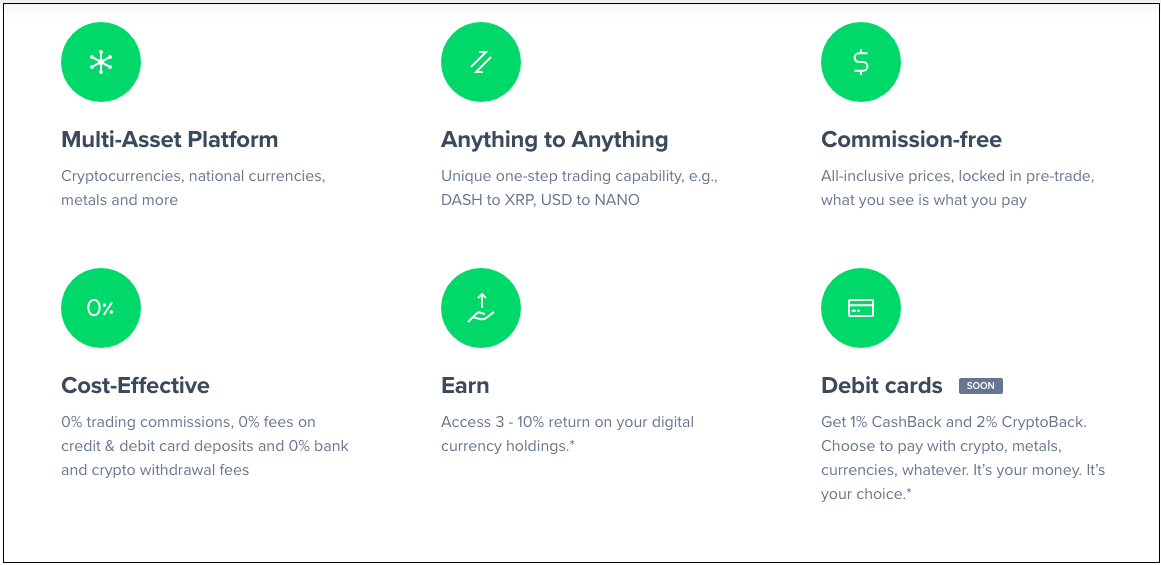 Multi-Asset Platform
Cryptocurrencies, national currencies,
metals and more
Anything to Anything
Unique one-step trading capability, e.g.,
DASH to XRP, USD to NANO
Commission-free
All-inclusive prices, locked in pre-trade,
what you see is what you pay
0%
Cost-Effective
0% trading commissions, 0% fees on
credit & debit card deposits and 0% bank
and crypto withdrawal fees
Earn
Access 3 - 10% return on your digital
currency holdings.*
Debit cards SOON
Get 1% CashBack and 2% CryptoBack.
Choose to pay with crypto, metals,
currencies, whatever. It’s your money. It’s
your choice.*